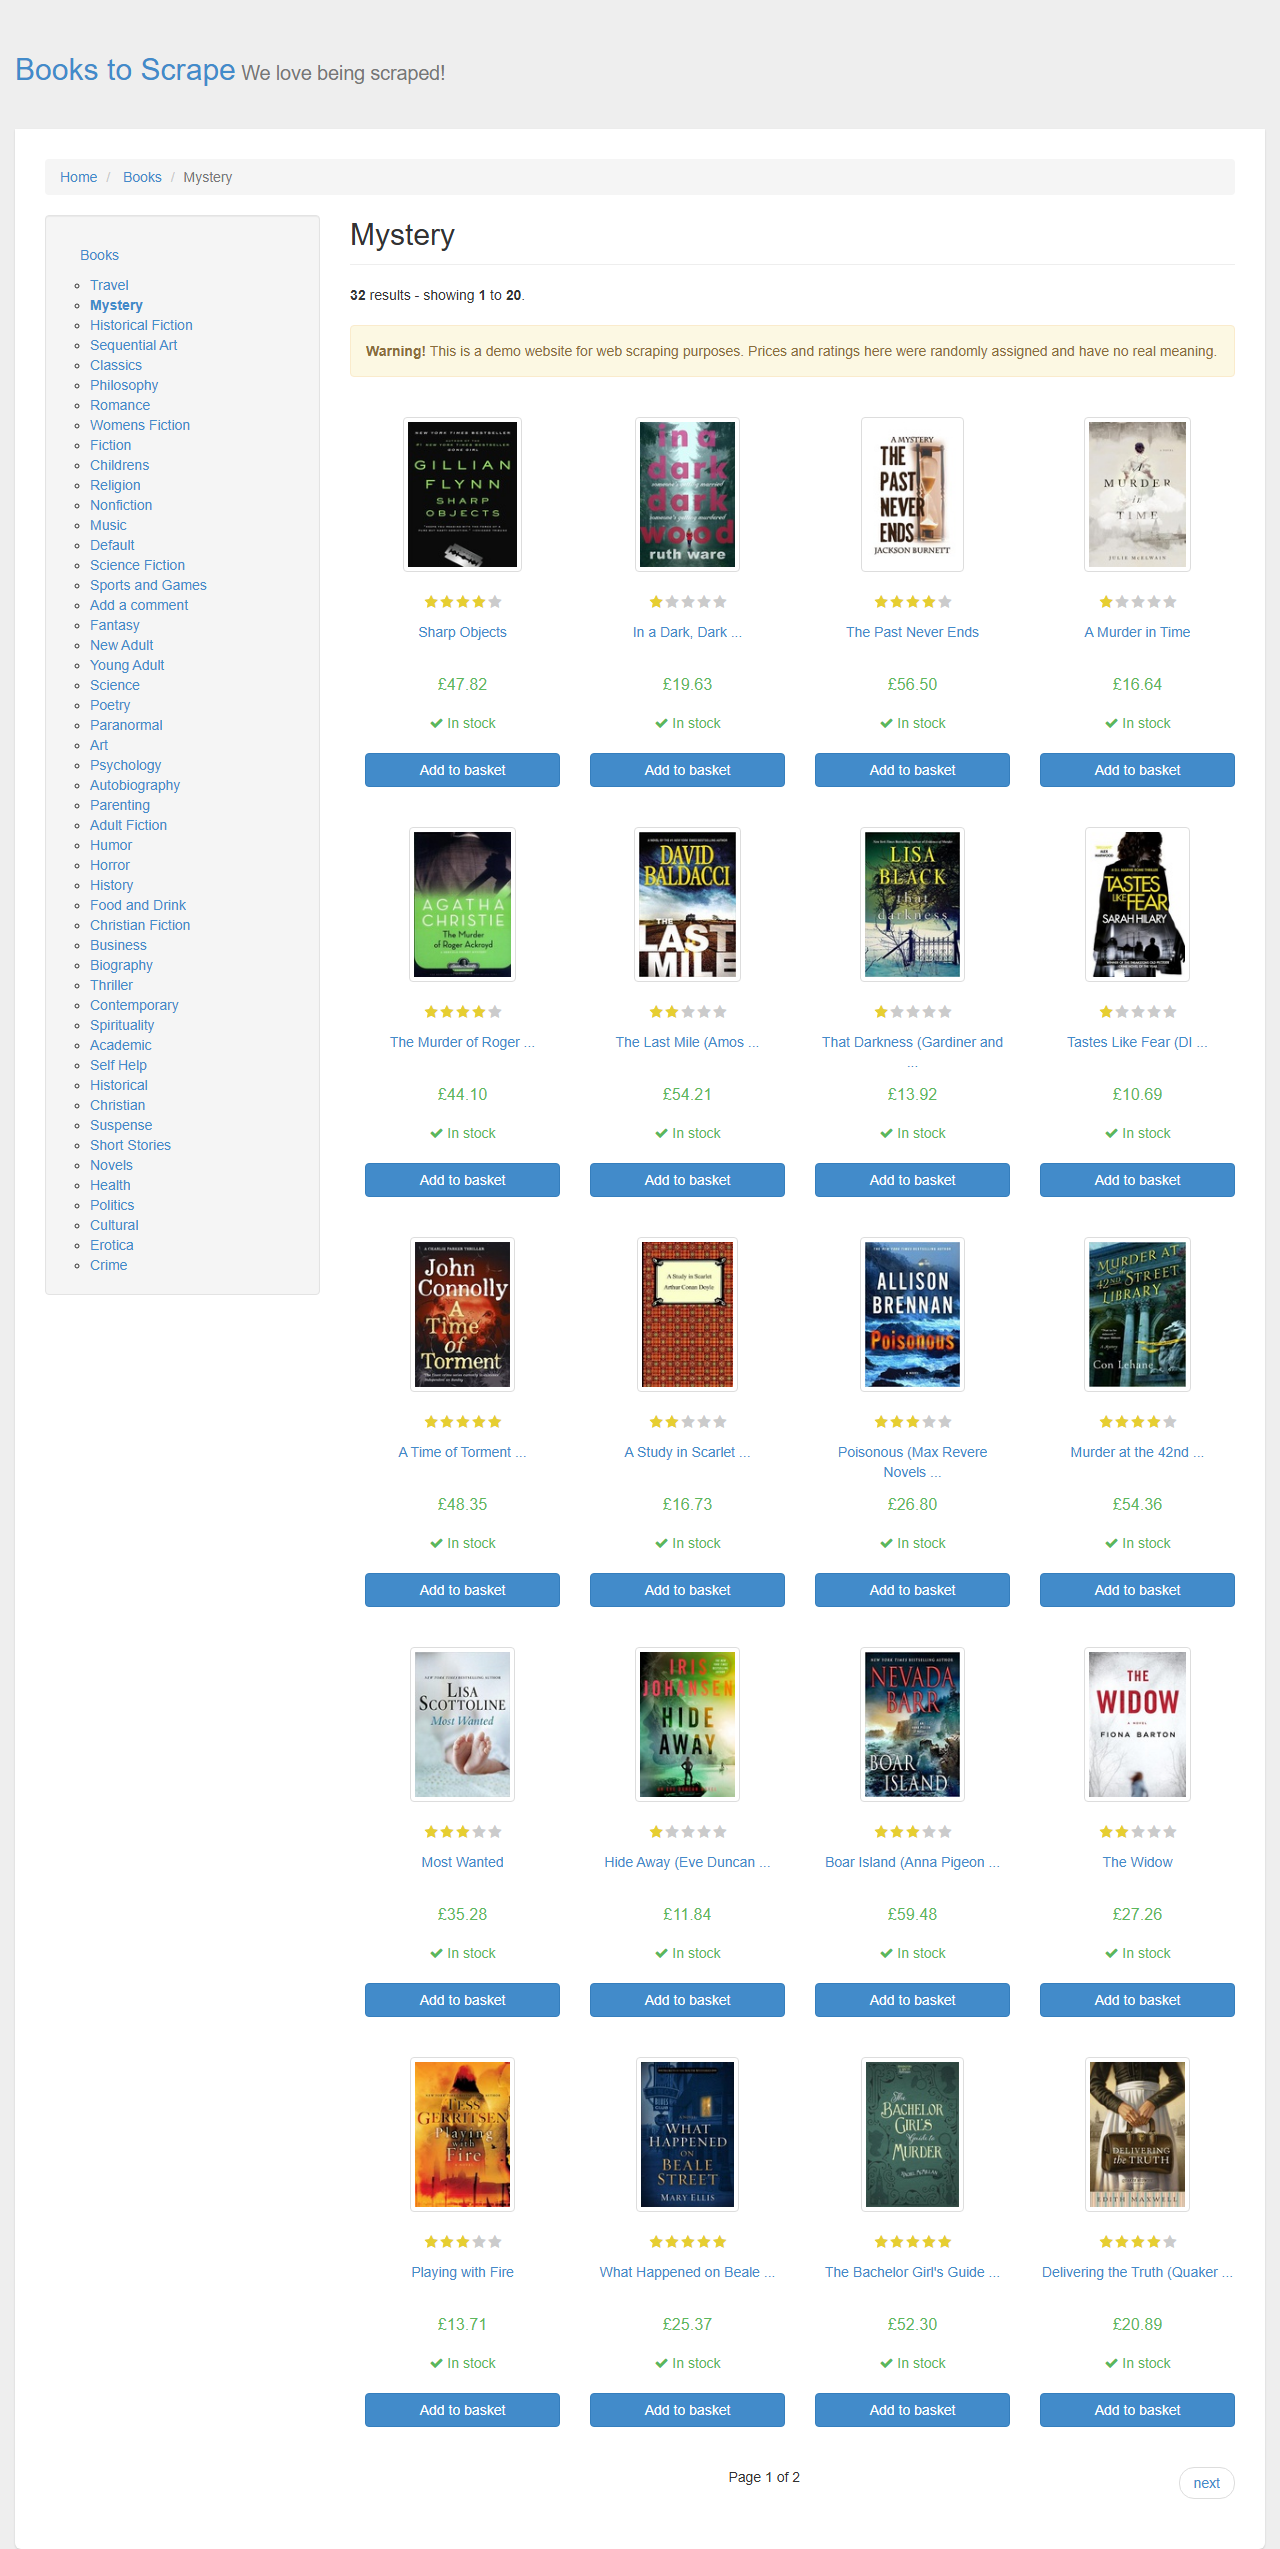 Books to Scrape We love being scraped!
Home / Books / Mystery
Books
Travel
Mystery
Historical Fiction
Sequential Art
Classics
Philosophy
Romance
Womens Fiction
Fiction
Childrens
Religion
Nonfiction
Music
Default
Science Fiction
Sports and Games
Add a comment
Fantasy
New Adult
Young Adult
Science
Poetry
Paranormal
Art
Psychology
Autobiography
Parenting
Adult Fiction
Humor
Horror
History
Food and Drink
Christian Fiction
Business
Biography
Thriller
Contemporary
Spirituality
Academic
Self Help
Historical
Christian
Suspense
Short Stories
Novels
Health
Politics
Cultural
Erotica
Crime
Mystery
32 results - showing 1 to 20.
Warning! This is a demo website for web scraping purposes. Prices and ratings here were randomly assigned and have no real meaning.
GILLIAN
FLYNN
SHARP
OBJECTS
Sharp Objects
£47.82
In stock
Add to basket
in a
dark
dark
wood
ruth ware
In a Dark, Dark ...
£19.63
In stock
Add to basket
A MYSTERY
THE
PAST
NEVER
ENDS
JACKSON BURNETT
The Past Never Ends
£56.50
In stock
Add to basket
A
MURDER
in
TIME
JULIE McELWAIN
A Murder in Time
£16.64
In stock
Add to basket
AGATHA
CHRISTIE
The Murder
of Roger Ackroyd
The Murder of Roger ...
£44.10
In stock
Add to basket
DAVID
BALDACCI
THE
LAST
MILE
The Last Mile (Amos ...
£54.21
In stock
Add to basket
LISA
BLACK
that
darkness
That Darkness (Gardiner and
...
£13.92
In stock
Add to basket
TASTES
LIKE FEAR
SARAH HILARY
Tastes Like Fear (DI ...
£10.69
In stock
Add to basket
A CHARLIE PARKER THRILLER
John
Connolly
A
Time
of
Torment
A Time of Torment ...
£48.35
In stock
Add to basket
A Study in Scarlet
Arthur Conan Doyle
A Study in Scarlet ...
£16.73
In stock
Add to basket
ALLISON
BRENNAN
Poisonous
Poisonous (Max Revere
Novels ...
£26.80
In stock
Add to basket
MURDER AT
the
42ND STREET
LIBRARY
Con Lehane
Murder at the 42nd ...
£54.36
In stock
Add to basket
LISA
SCOTTOLINE
Most Wanted
Most Wanted
£35.28
In stock
Add to basket
IRIS
JOHANSEN
HIDE
AWAY
Hide Away (Eve Duncan ...
£11.84
In stock
Add to basket
NEVADA
BARR
BOAR
ISLAND
Boar Island (Anna Pigeon ...
£59.48
In stock
Add to basket
THE
WIDOW
A NOVEL
FIONA BARTON
The Widow
£27.26
In stock
Add to basket
TESS
GERRITSEN
Playing
with
Fire
Playing with Fire
£13.71
In stock
Add to basket
WHAT
HAPPENED
ON
BEALE
STREET
MARY ELLIS
What Happened on Beale ...
£25.37
In stock
Add to basket
The
BACHELOR
GIRL'S
Guide to
MURDER
The Bachelor Girl's Guide ...
£52.30
In stock
Add to basket
DELIVERING
the TRUTH
EDITH MAXWELL
Delivering the Truth (Quaker ...
£20.89
In stock
Add to basket
Page 1 of 2
next